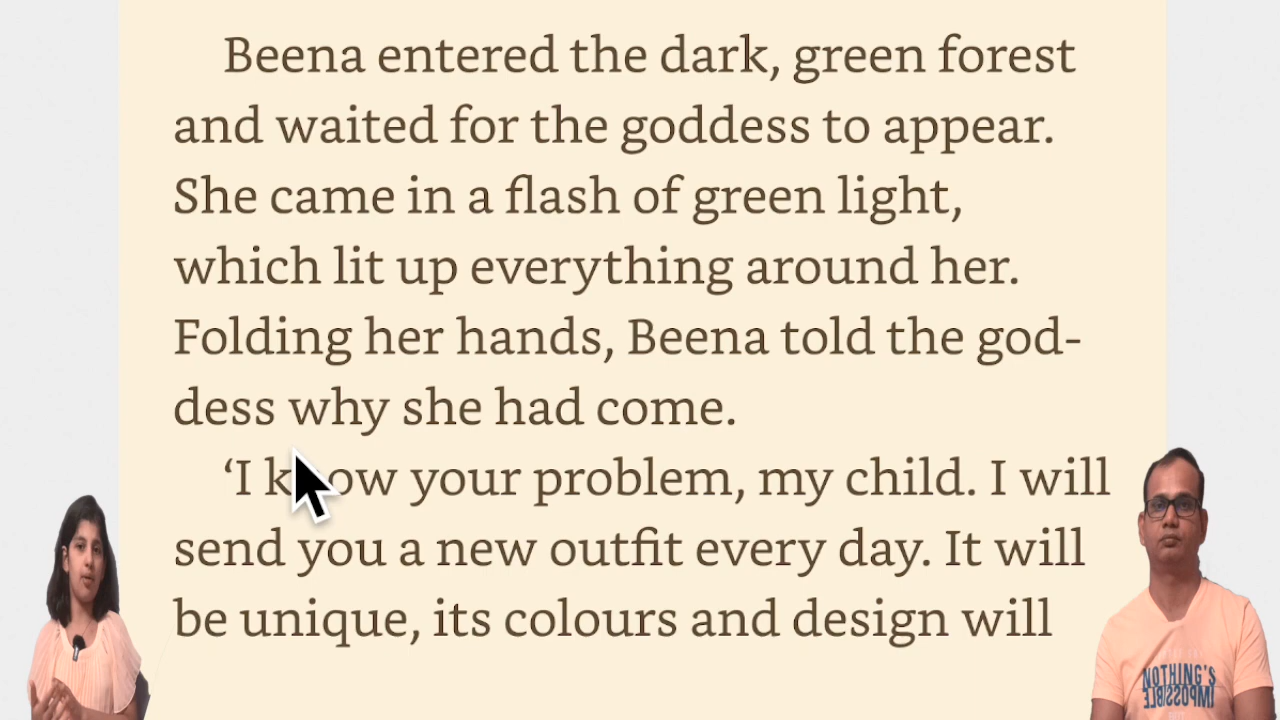 Beena entered the dark, green forest
and waited for the goddess to appear.
She came in a flash of green light,
which lit up everything around her.
Folding her hands, Beena told the god-
dess why she had come.
‘I know your problem, my child. I will
send you a new outfit every day. It will
be unique, its colours and design will
NOTHING'S
IMPOSSIBLE